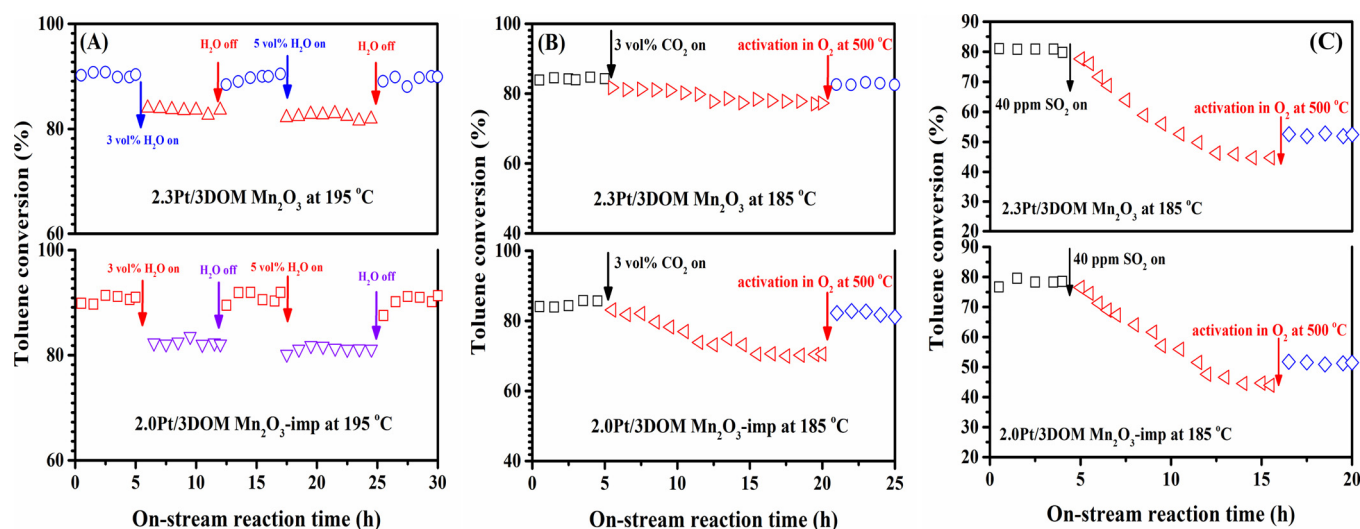 (A)
Toluene conversion (%)
100
80
60
H₂O off
5 vol% H₂O on
H₂O off
3 vol% H₂O on
2.3Pt/3DOM Mn₂O₃ at 195 °C
100
80
60
3 vol% H₂O on
H₂O off
5 vol% H₂O on
H₂O off
2.0Pt/3DOM Mn₂O₃-imp at 195 °C
0 5 10 15 20 25 30
On-stream reaction time (h)
(B)
Toluene conversion (%)
100
80
60
40
3 vol% CO₂ on
activation in O₂ at 500 °C
2.3Pt/3DOM Mn₂O₃ at 185 °C
100
80
60
40
3 vol% CO₂ on
activation in O₂ at 500 °C
2.0Pt/3DOM Mn₂O₃-imp at 185 °C
0 5 10 15 20 25
On-stream reaction time (h)
(C)
Toluene conversion (%)
90
80
70
60
50
40
30
20
40 ppm SO₂ on
activation in O₂ at 500 °C
2.3Pt/3DOM Mn₂O₃ at 185 °C
90
80
70
60
50
40
30
20
40 ppm SO₂ on
activation in O₂ at 500 °C
2.0Pt/3DOM Mn₂O₃-imp at 185 °C
0 5 10 15 20
On-stream reaction time (h)